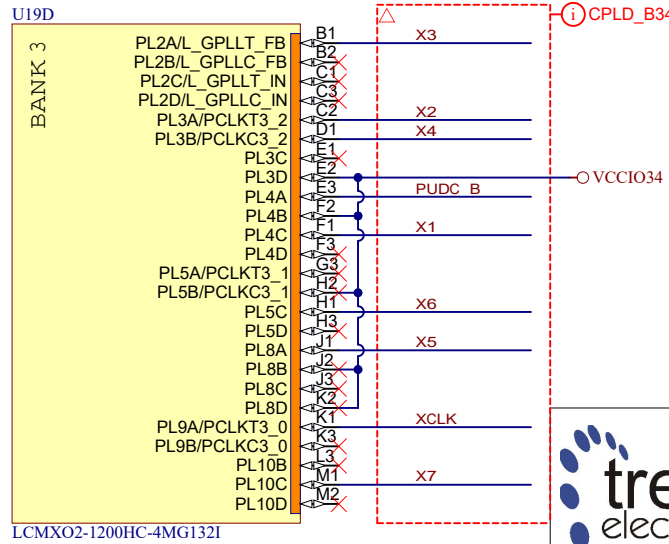 U19D
CPLD_B34
BANK 3
PL2A/L_GPLLT_FB B1 X3
PL2B/L_GPLLC_FB B2
PL2C/L_GPLLT_IN C1
PL2D/L_GPLLC_IN C3
PL3A/PCLKT3_2 C2 X2
PL3B/PCLKC3_2 D1 X4
PL3C E1
PL3D E2 VCCIO34
PL4A E3 PUDC_B
PL4B F2
PL4C F1 X1
PL4D F3
PL5A/PCLKT3_1 G3
PL5B/PCLKC3_1 H2
PL5C H1 X6
PL5D H3
PL8A J1 X5
PL8B J2
PL8C J3
PL8D K2
PL9A/PCLKT3_0 K1 XCLK
PL9B/PCLKC3_0 K3
PL10B L3
PL10C M1 X7
PL10D M2
LCMXO2-1200HC-4MG132I
tre
elec